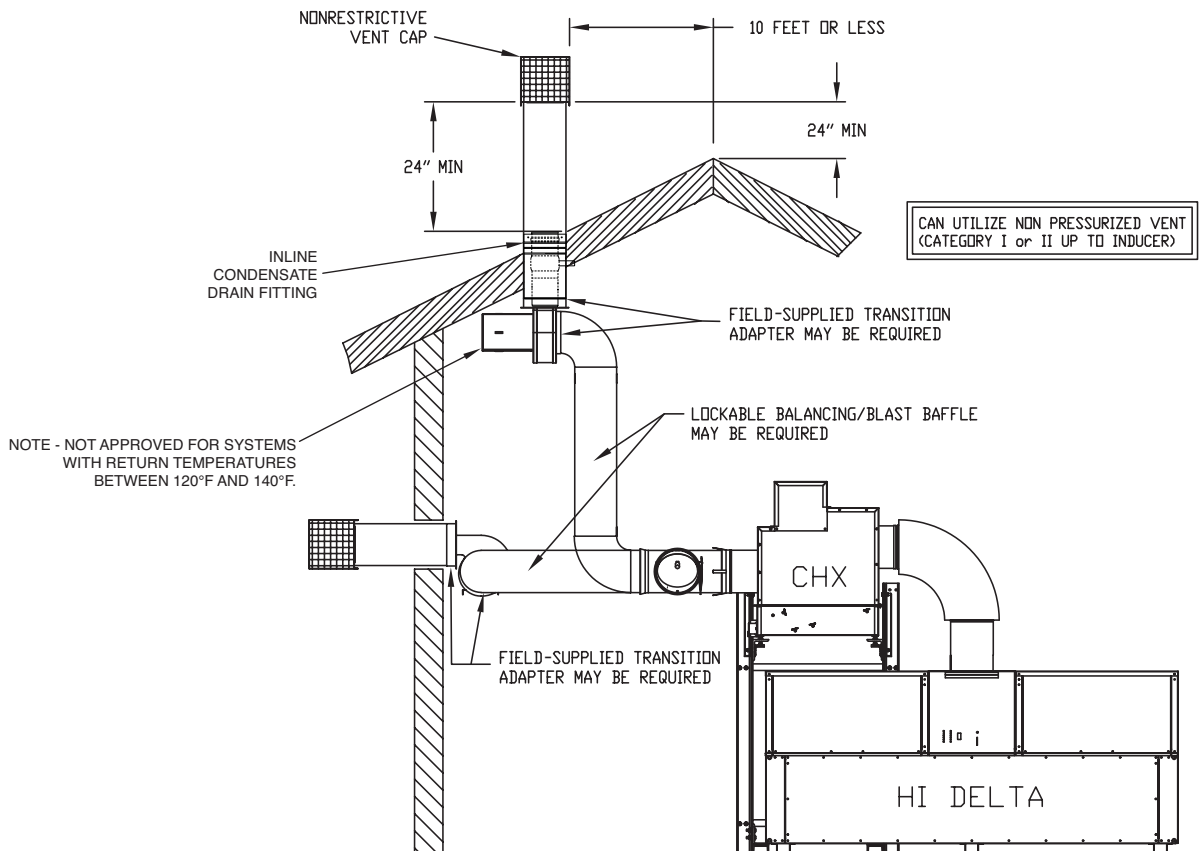 NONRESTRICTIVE
VENT CAP
10 FEET OR LESS
24" MIN
24" MIN
CAN UTILIZE NON PRESSURIZED VENT
(CATEGORY I or II UP TO INDUCER)
INLINE
CONDENSATE
DRAIN FITTING
FIELD-SUPPLIED TRANSITION
ADAPTER MAY BE REQUIRED
LOCKABLE BALANCING/BLAST BAFFLE
MAY BE REQUIRED
NOTE - NOT APPROVED FOR SYSTEMS
WITH RETURN TEMPERATURES
BETWEEN 120°F AND 140°F.
CHX
FIELD-SUPPLIED TRANSITION
ADAPTER MAY BE REQUIRED
HI DELTA